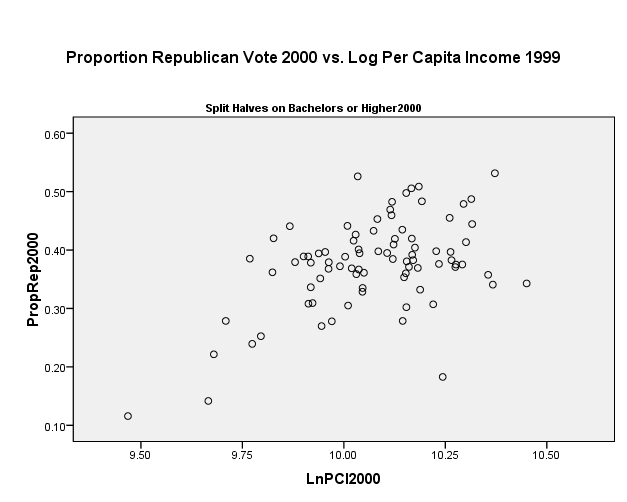 Proportion Republican Vote 2000 vs. Log Per Capita Income 1999
Split Halves on Bachelors or Higher2000
0.60
0.50
0.40
0.30
0.20
0.10
PropRep2000
9.50 9.75 10.00 10.25 10.50
LnPCI2000